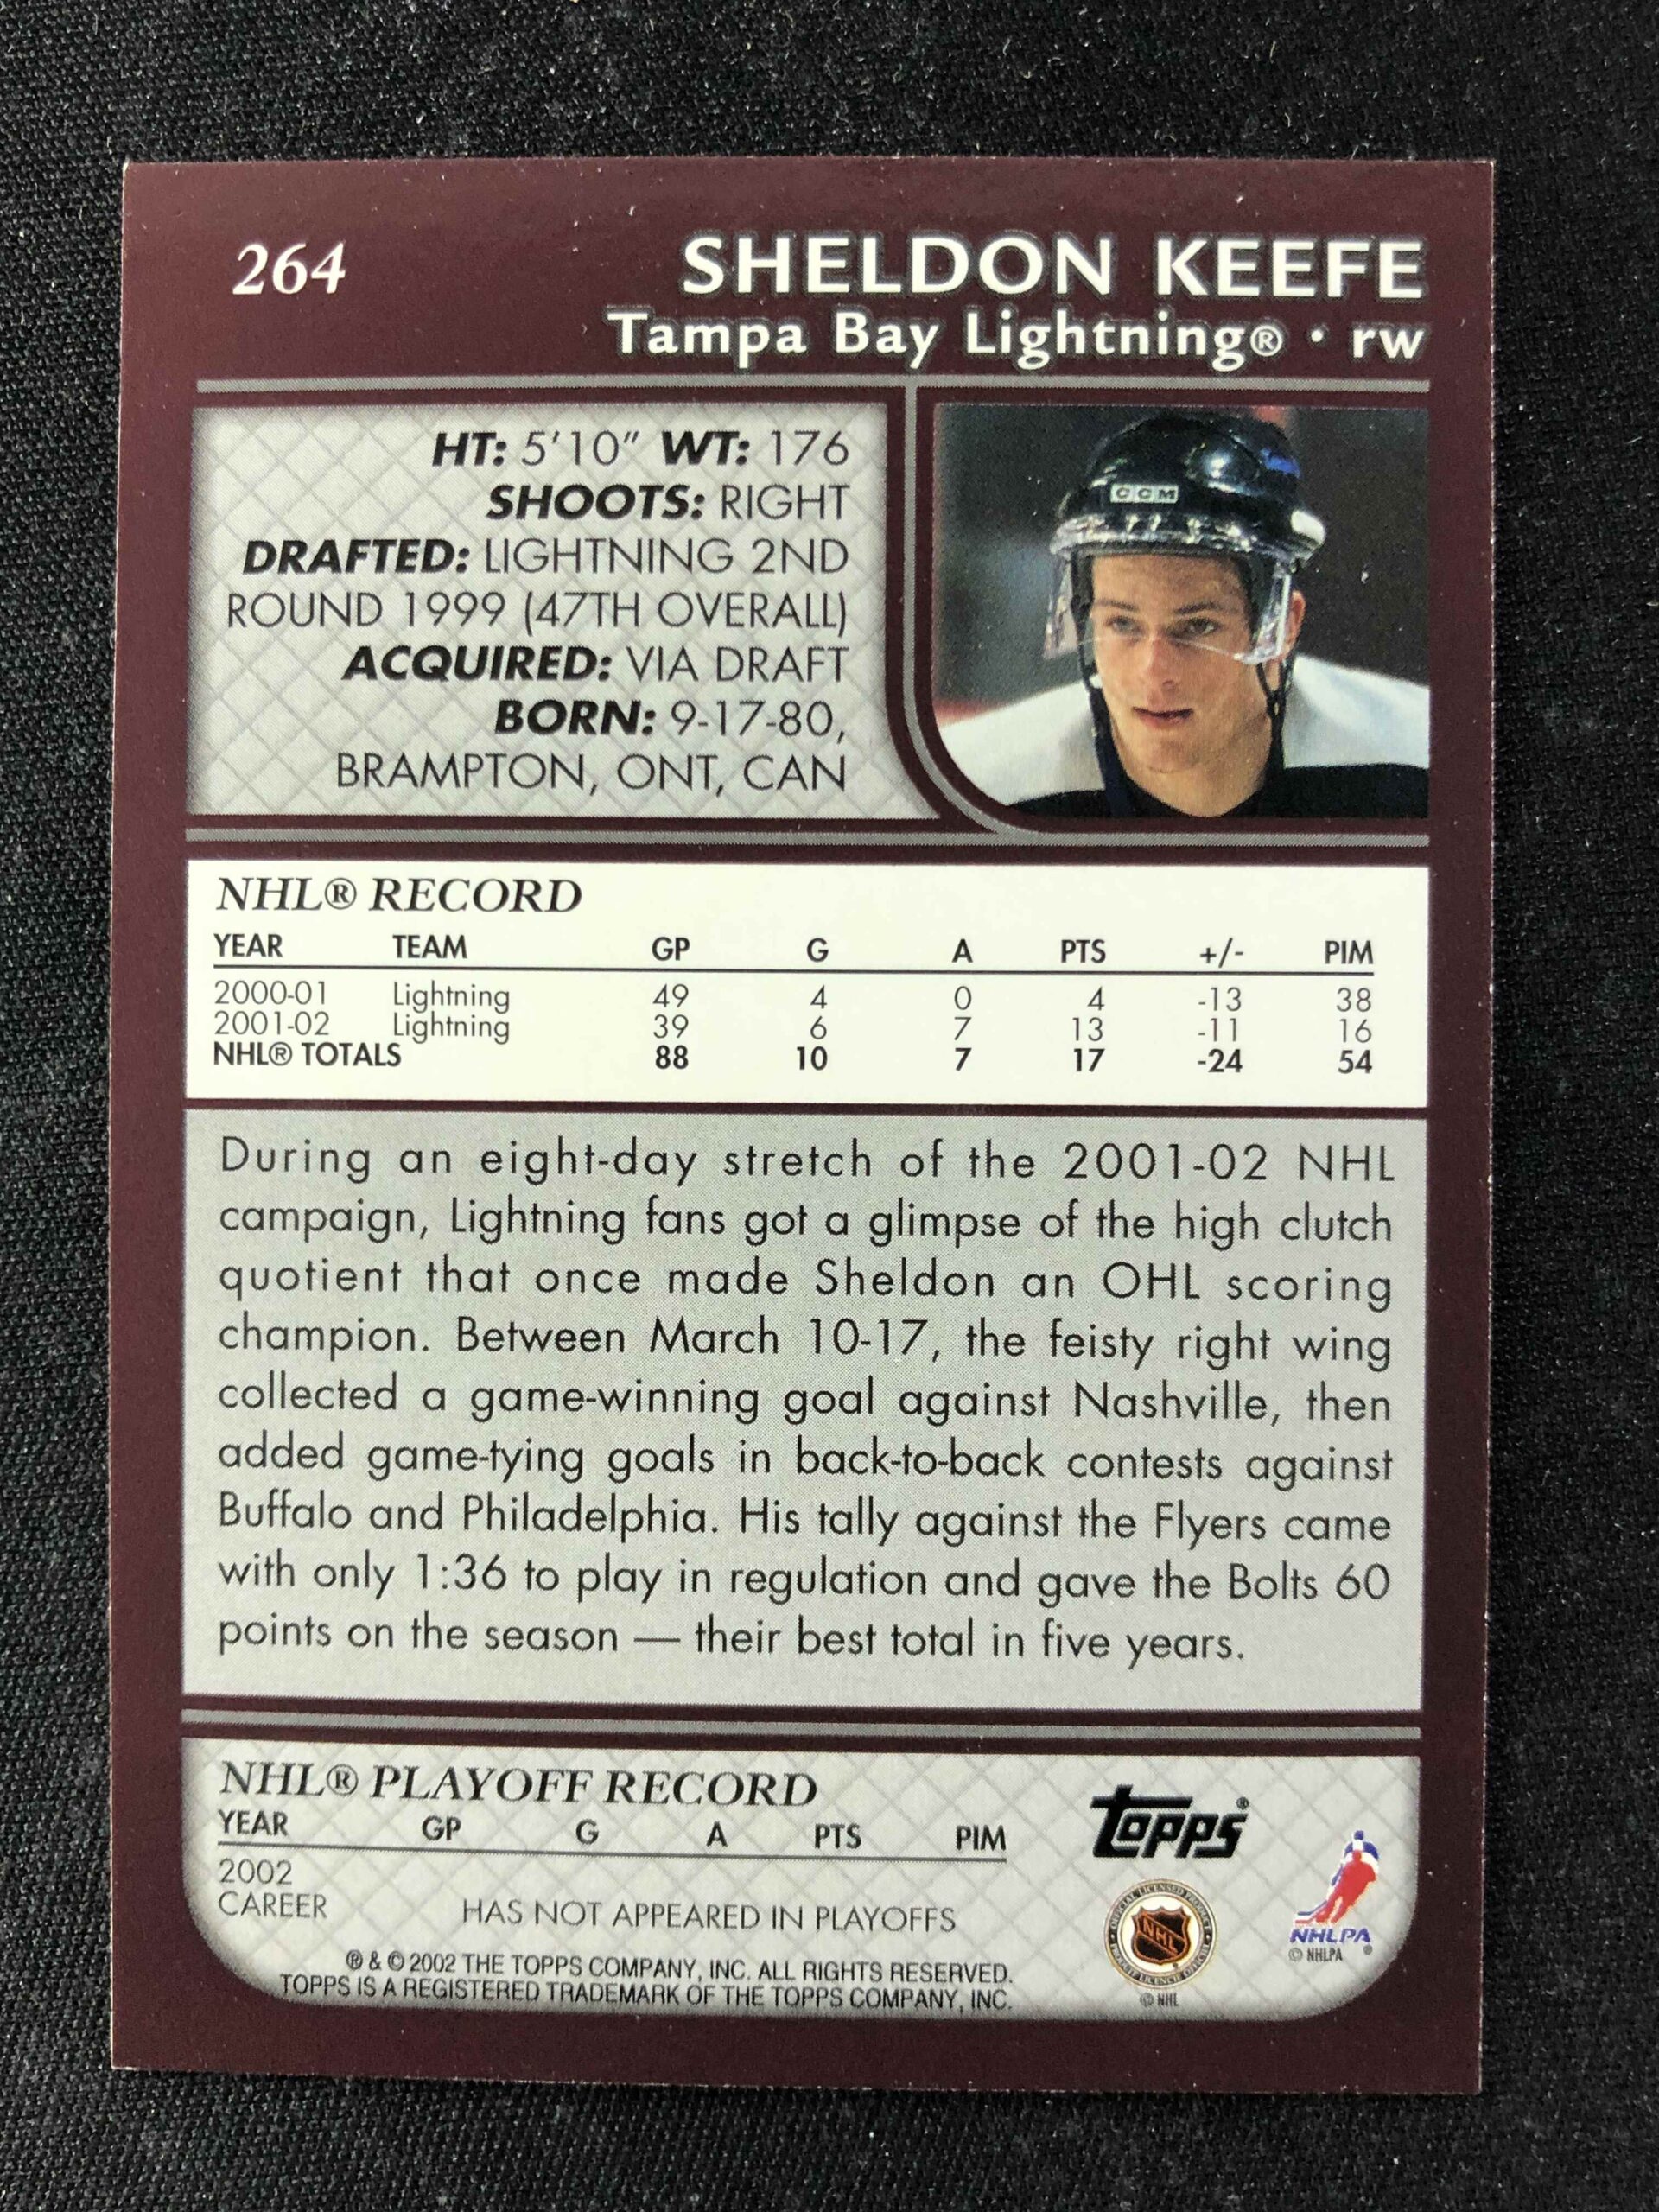 264
SHELDON KEEFE
Tampa Bay Lightning® • rw
HT: 5'10" WT: 176
SHOOTS: RIGHT
DRAFTED: LIGHTNING 2ND
ROUND 1999 (47TH OVERALL)
ACQUIRED: VIA DRAFT
BORN: 9-17-80,
BRAMPTON, ONT, CAN
CCM
NHL® RECORD
YEAR TEAM GP G A PTS +/- PIM
2000-01 Lightning 49 4 0 4 -13 38
2001-02 Lightning 39 6 7 13 -11 16
NHL® TOTALS 88 10 7 17 -24 54
During an eight-day stretch of the 2001-02 NHL
campaign, Lightning fans got a glimpse of the high clutch
quotient that once made Sheldon an OHL scoring
champion. Between March 10-17, the feisty right wing
collected a game-winning goal against Nashville, then
added game-tying goals in back-to-back contests against
Buffalo and Philadelphia. His tally against the Flyers came
with only 1:36 to play in regulation and gave the Bolts 60
points on the season — their best total in five years.
NHL® PLAYOFF RECORD
YEAR GP G A PTS PIM
2002
CAREER HAS NOT APPEARED IN PLAYOFFS
® & © 2002 THE TOPPS COMPANY, INC. ALL RIGHTS RESERVED.
TOPPS IS A REGISTERED TRADEMARK OF THE TOPPS COMPANY, INC.
Topps®
NHL
© NHL
NHLPA ®
© NHLPA